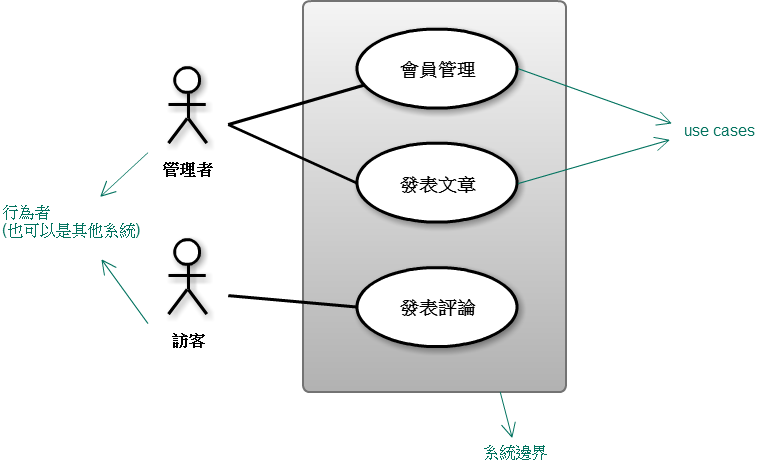 會員管理
use cases
管理者
發表文章
行為者
(也可以是其他系統)
發表評論
訪客
系統邊界